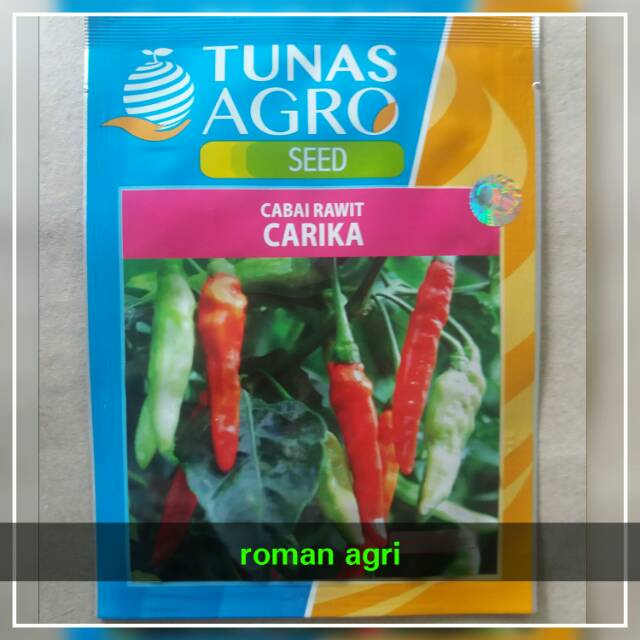 TUNAS
AGRO
SEED
CABAI RAWIT
CARIKA
roman agri